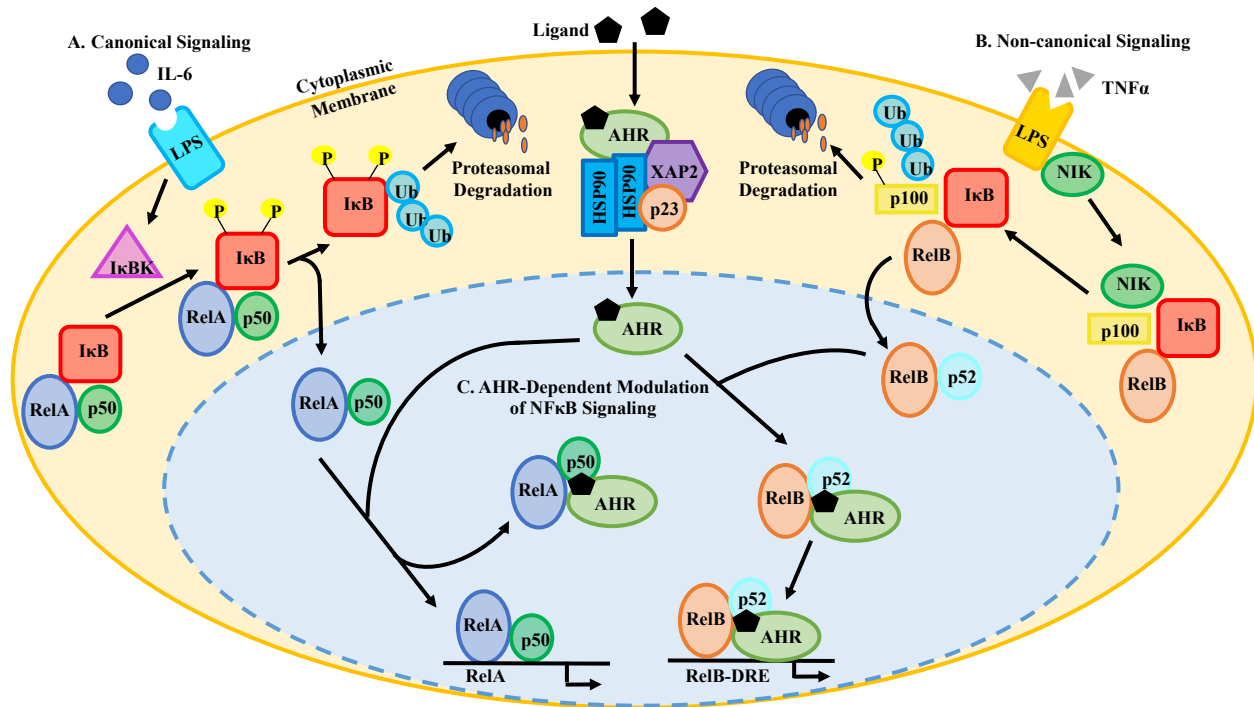 A. Canonical Signaling
IL-6
LPS
IκBK
IκB
RelA
p50
P
P
IκB
RelA
p50
P
P
IκB
Ub
Ub
Ub
Cytoplasmic
Membrane
Proteasomal
Degradation
Ligand
AHR
HSP90
HSP90
XAP2
p23
Proteasomal
Degradation
B. Non-canonical Signaling
TNFα
LPS
NIK
Ub
Ub
Ub
P
p100
IκB
RelB
NIK
p100
IκB
RelB
AHR
C. AHR-Dependent Modulation
of NFκB Signaling
RelA
p50
RelB
p52
p50
RelA
AHR
p52
RelB
AHR
RelA
p50
RelA
p52
RelB
AHR
RelB-DRE